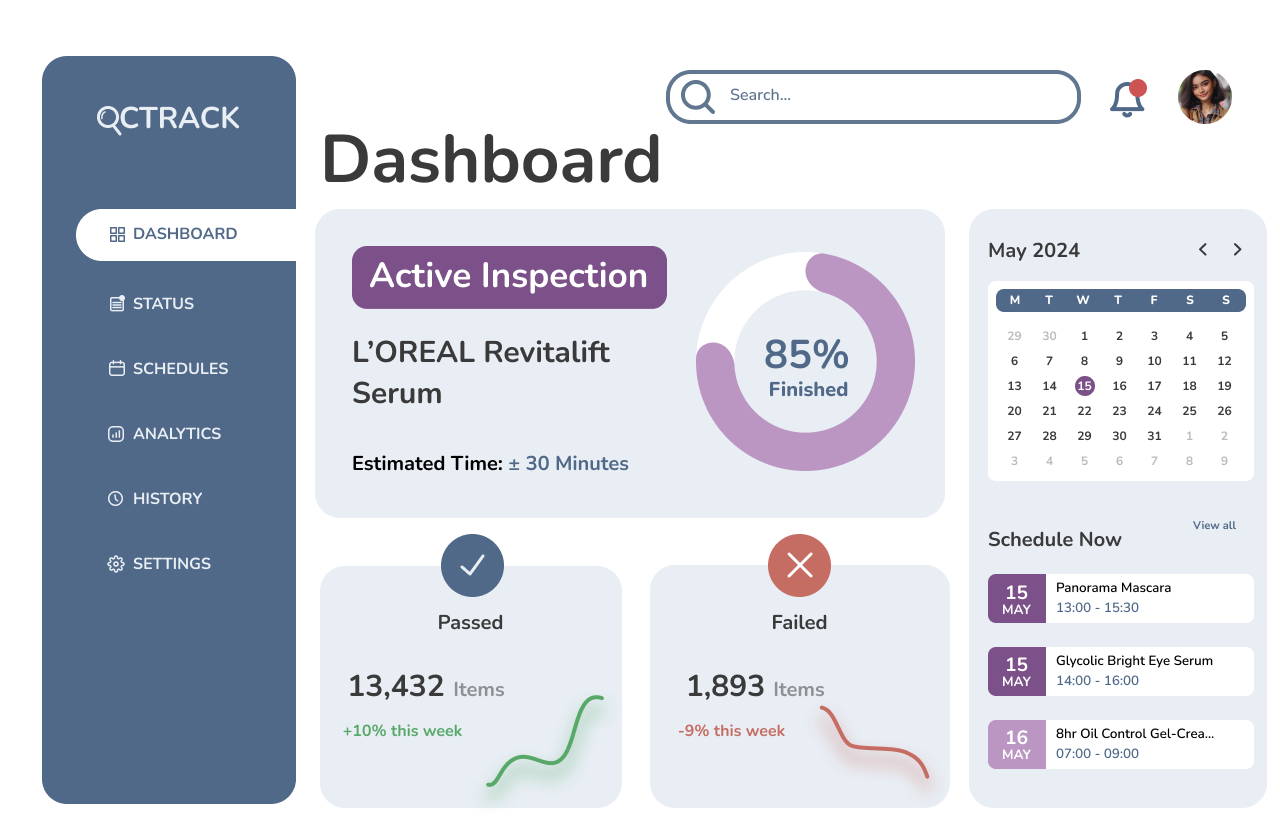 QCTRACK
DASHBOARD
STATUS
SCHEDULES
ANALYTICS
HISTORY
SETTINGS
Search...
Dashboard
Active Inspection
L’OREAL Revitalift
Serum
Estimated Time: ± 30 Minutes
85%
Finished
Passed
13,432 Items
+10% this week
Failed
1,893 Items
-9% this week
May 2024
M T W T F S S
29 30 1 2 3 4 5
6 7 8 9 10 11 12
13 14 15 16 17 18 19
20 21 22 23 24 25 26
27 28 29 30 31 1 2
3 4 5 6 7 8 9
View all
Schedule Now
15
MAY
Panorama Mascara
13:00 - 15:30
15
MAY
Glycolic Bright Eye Serum
14:00 - 16:00
16
MAY
8hr Oil Control Gel-Crea...
07:00 - 09:00